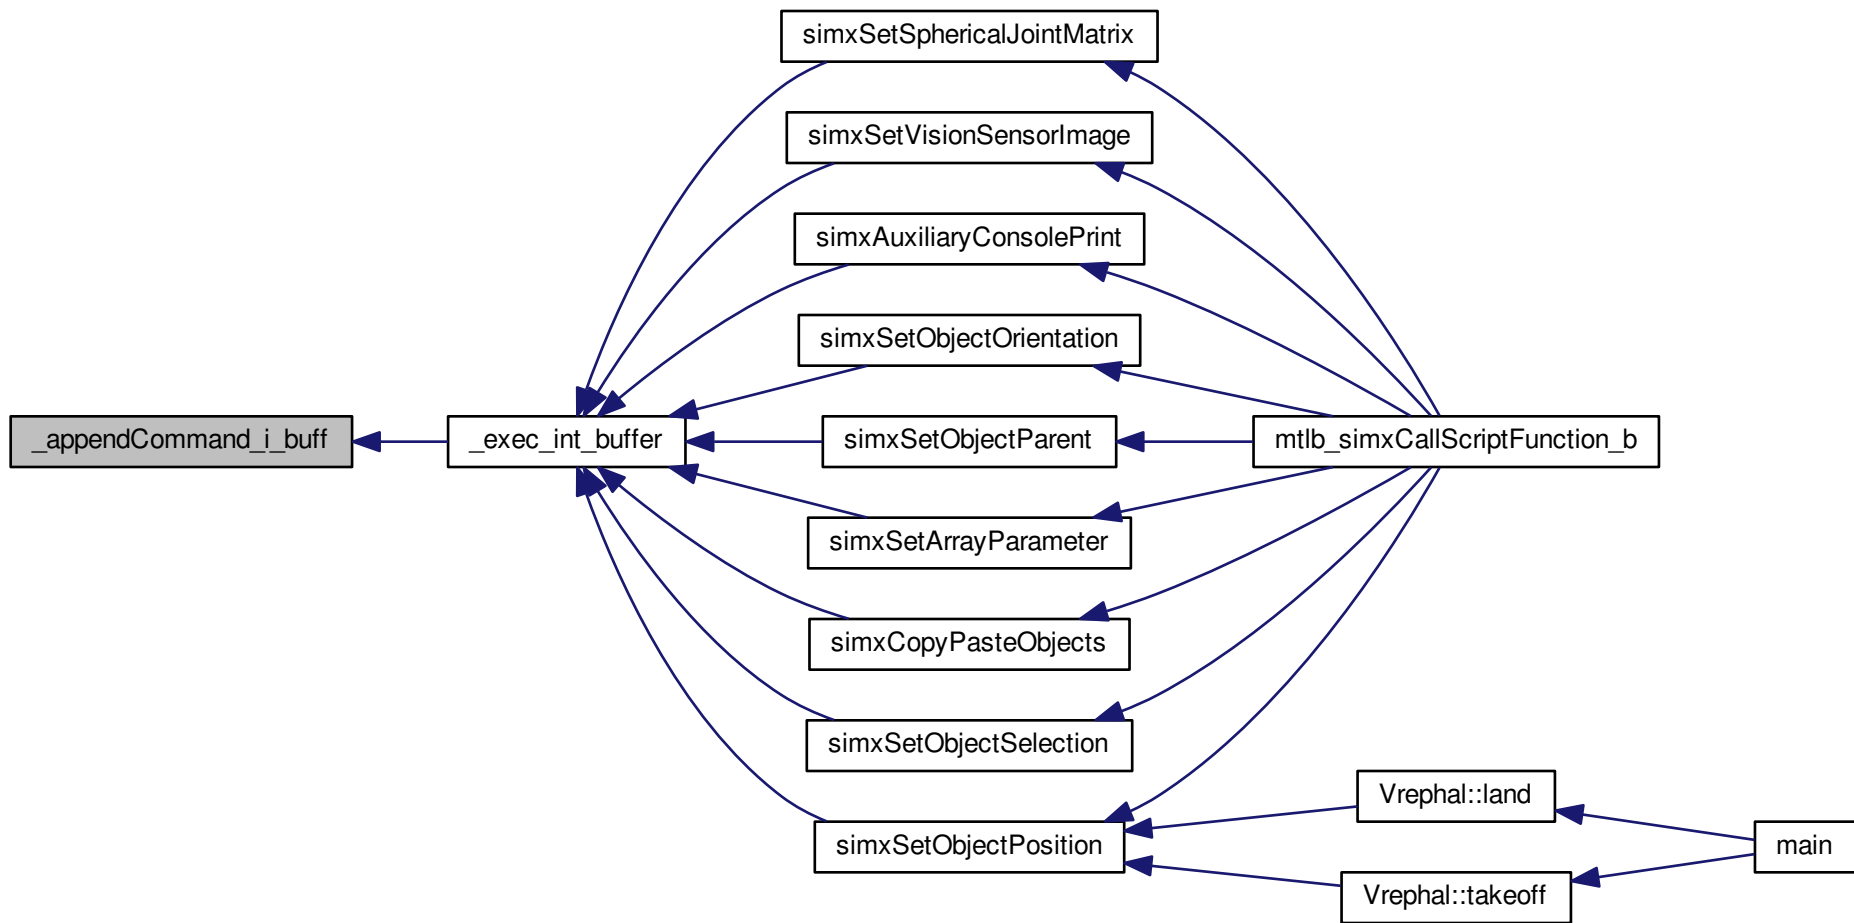 simxSetSphericalJointMatrix
simxSetVisionSensorImage
simxAuxiliaryConsolePrint
simxSetObjectOrientation
_appendCommand_i_buff
_exec_int_buffer
simxSetObjectParent
mtlb_simxCallScriptFunction_b
simxSetArrayParameter
simxCopyPasteObjects
simxSetObjectSelection
Vrephal::land
simxSetObjectPosition
main
Vrephal::takeoff